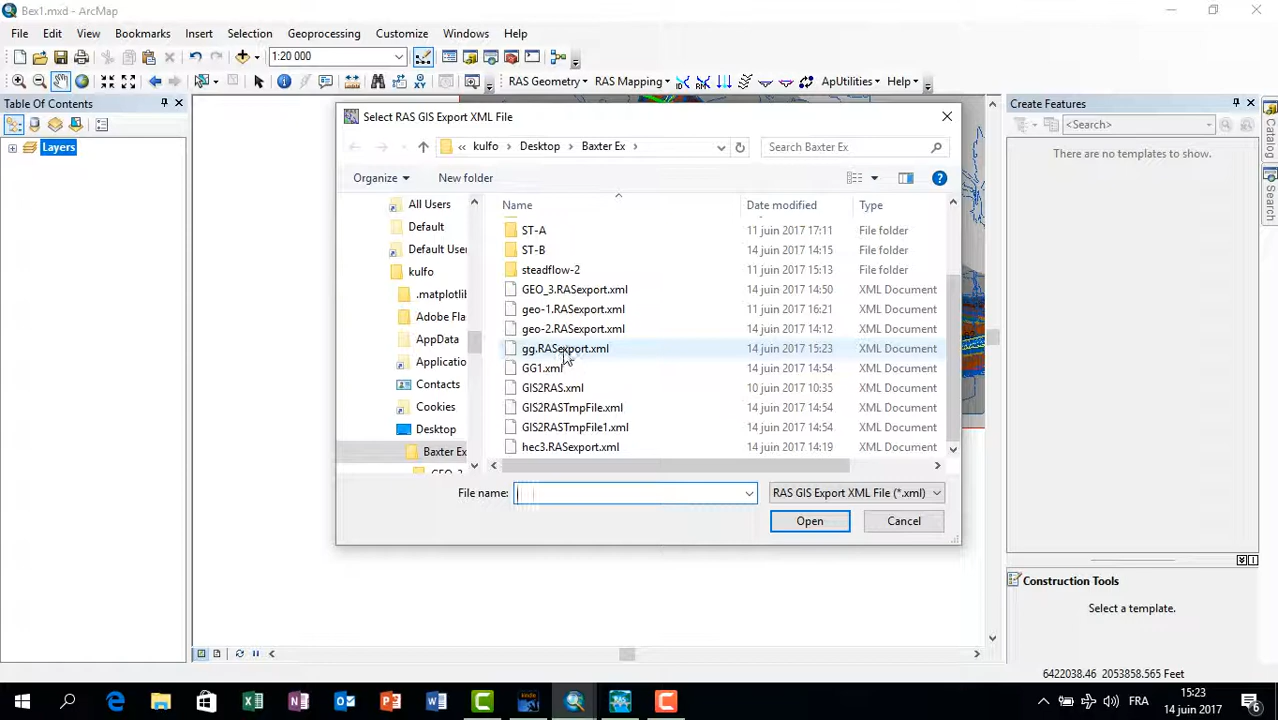 Bex1.mxd - ArcMap
File Edit View Bookmarks Insert Selection Geoprocessing Customize Windows Help
1:20 000
RAS Geometry RAS Mapping ApUtilities Help
Table Of Contents
Layers
Select RAS GIS Export XML File
kulfo > Desktop > Baxter Ex >
Search Baxter Ex
Organize New folder
Name Date modified Type
All Users
Default
Default Use
kulfo
.matplotlib
Adobe Fla
AppData
Applicatio
Contacts
Cookies
Desktop
Baxter Ex
ST-A 11 juin 2017 17:11 File folder
ST-B 14 juin 2017 14:15 File folder
steadflow-2 11 juin 2017 15:13 File folder
GEO_3.RASexport.xml 14 juin 2017 14:50 XML Document
geo-1.RASexport.xml 11 juin 2017 16:21 XML Document
geo-2.RASexport.xml 14 juin 2017 14:12 XML Document
gg.RASexport.xml 14 juin 2017 15:23 XML Document
GG1.xml 14 juin 2017 14:54 XML Document
GIS2RAS.xml 10 juin 2017 10:35 XML Document
GIS2RASTmpFile.xml 14 juin 2017 14:54 XML Document
GIS2RASTmpFile1.xml 14 juin 2017 14:54 XML Document
hec3.RASexport.xml 14 juin 2017 14:19 XML Document
File name:
RAS GIS Export XML File (*.xml)
Open Cancel
Create Features
<Search>
There are no templates to show.
Catalog
Search
Construction Tools
Select a template.
6422038.46 2053858.565 Feet
FRA
15:23
14 juin 2017
6